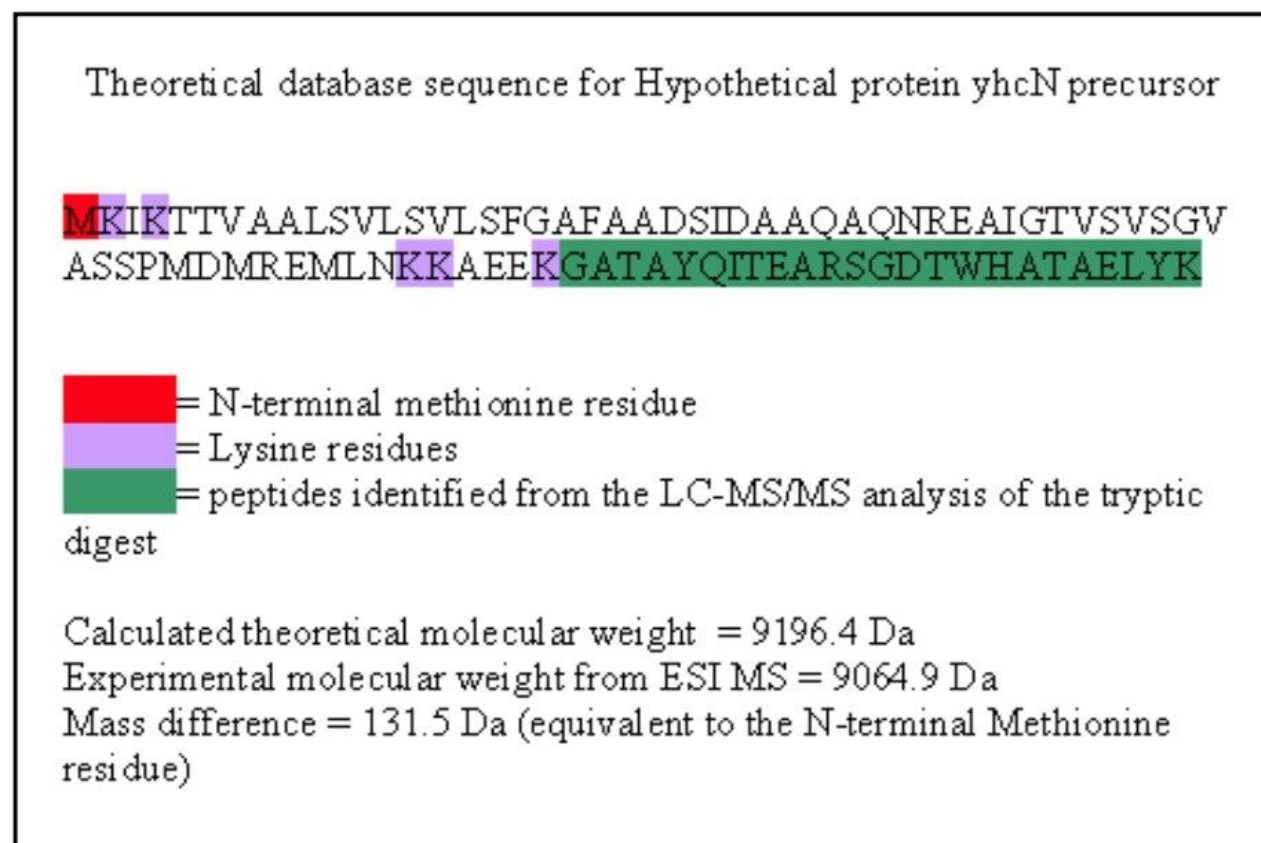 Theoretical database sequence for Hypothetical protein yhcN precursor
MKIKTTVAALSVLSVLSFGAFAADSIDAAQAQNREAIGTVSVSGV
ASSPMDMREMLNKKAEEKGATAYQITEARSGDTWHATAELYK
= N-terminal methionine residue
= Lysine residues
= peptides identified from the LC-MS/MS analysis of the tryptic
digest
Calculated theoretical molecular weight = 9196.4 Da
Experimental molecular weight from ESI MS = 9064.9 Da
Mass difference = 131.5 Da (equivalent to the N-terminal Methionine
residue)